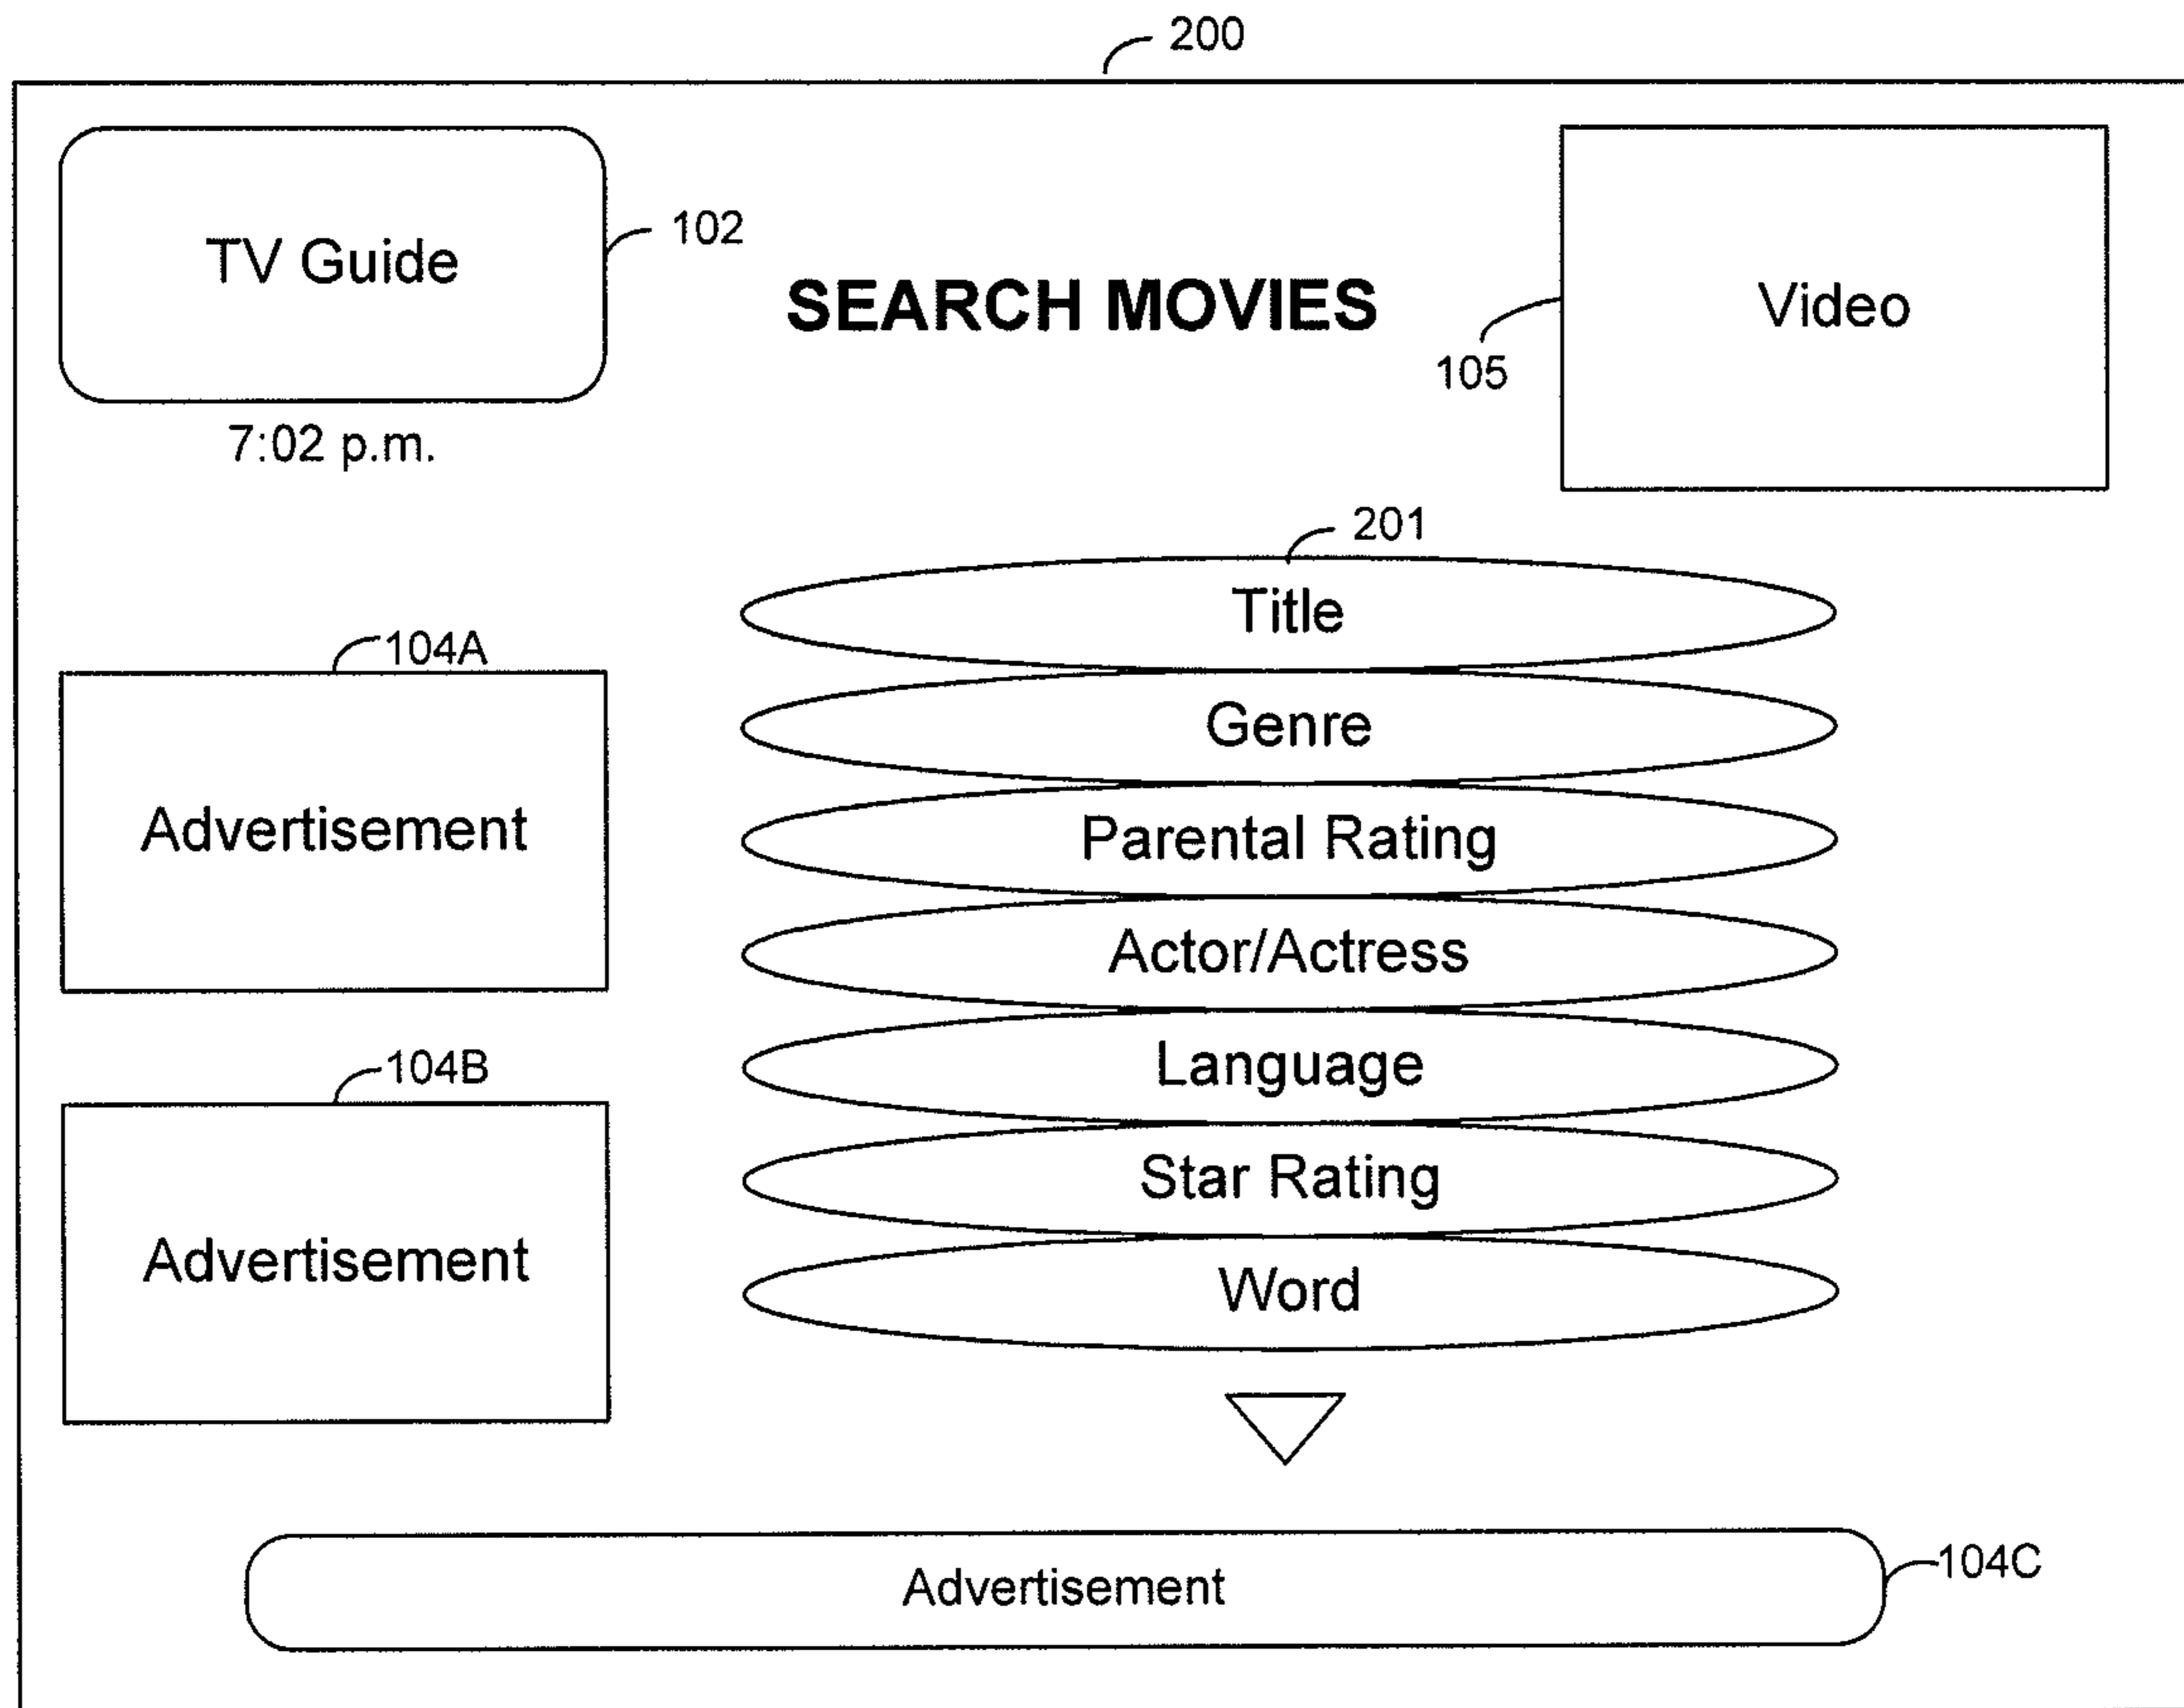 200
TV Guide
102
SEARCH MOVIES
Video
105
7:02 p.m.
201
Title
104A
Genre
Advertisement
Parental Rating
Actor/Actress
104B
Language
Advertisement
Star Rating
Word
Advertisement
104C